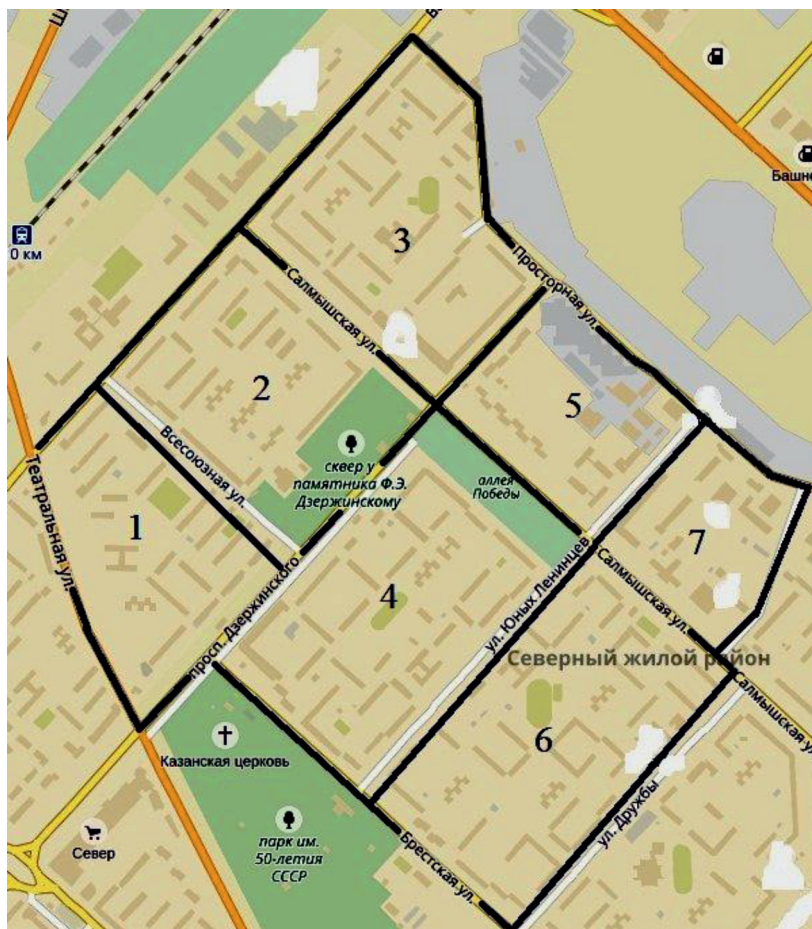 0 км
Башне
3
Салмышская ул.
Просторная ул.
2
5
Всесоюзная ул.
сквер у
памятника Ф.Э.
Дзержинскому
аллея
Победы
Театральная ул.
1
7
4
ул. Юных Ленинцев
Салмышская ул.
просп. Дзержинского
Северный жилой район
Салмышская ул
6
Казанская церковь
ул. Дружбы
Север
парк им.
50-летия
СССР
Брестская ул.